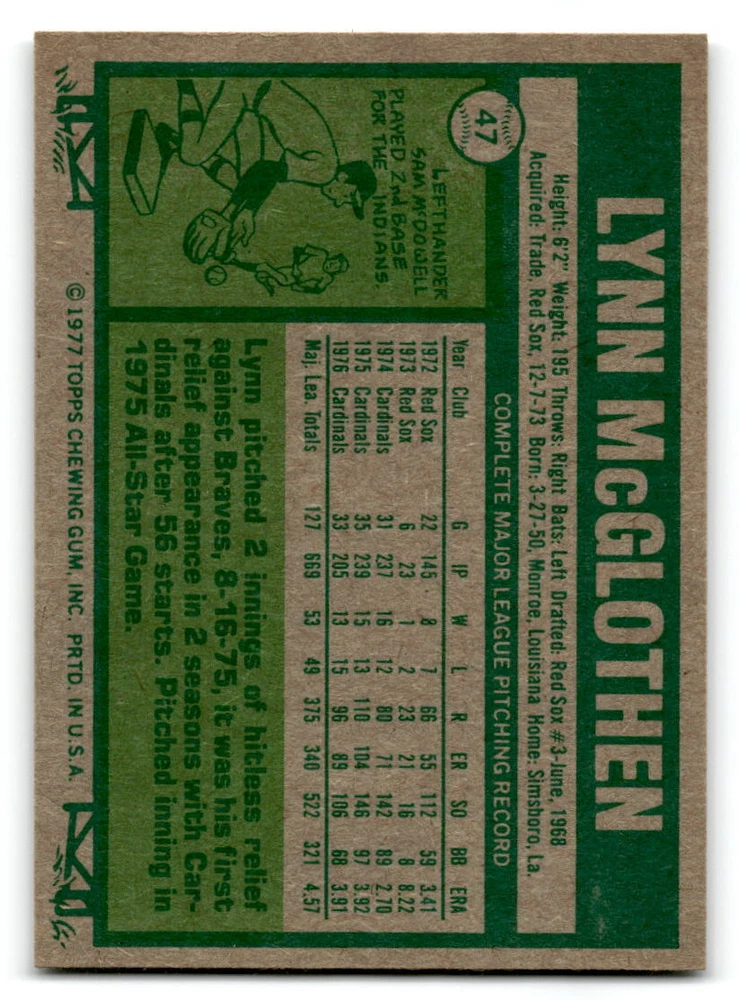 47
LYNN McGLOTHEN
Height: 6'2" Weight: 195 Throws: Right Bats: Left Drafted: Red Sox #3-June, 1968
Acquired: Trade, Red Sox, 12-7-73 Born: 3-27-50, Monroe, Louisiana Home: Simsboro, La.
COMPLETE MAJOR LEAGUE PITCHING RECORD
Year Club G IP W L R ER SO BB ERA
1972 Red Sox 22 145 8 7 66 55 112 59 3.41
1973 Red Sox 6 23 1 2 23 21 16 8 8.22
1974 Cardinals 31 237 16 12 80 71 142 89 2.70
1975 Cardinals 35 239 15 13 110 104 146 97 3.92
1976 Cardinals 33 205 13 15 96 89 106 68 3.91
Maj. Lea. Totals 127 669 53 49 375 340 522 321 4.57
LEFTHANDER
SAM McDOWELL
PLAYED 2nd BASE
FOR THE INDIANS.
Lynn pitched 2 innings of hitless relief
against Braves, 8-16-75, it was his first
relief appearance in 2 seasons with Car-
dinals after 56 starts. Pitched inning in
1975 All-Star Game.
© 1977 TOPPS CHEWING GUM, INC. PRTD. IN U.S.A.